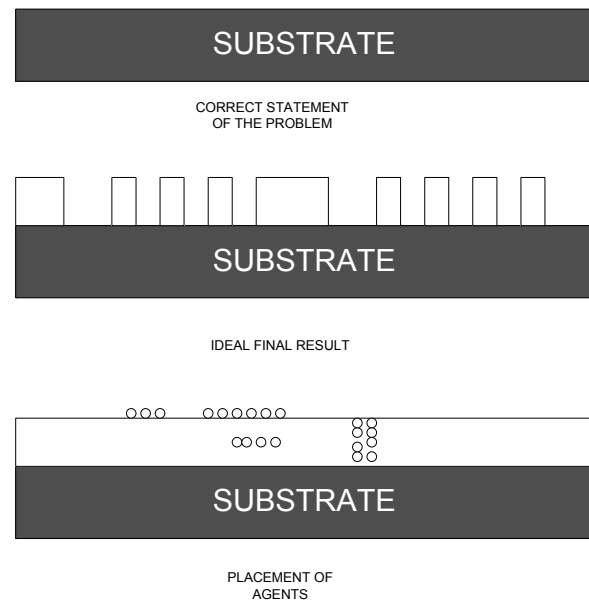 SUBSTRATE
CORRECT STATEMENT
OF THE PROBLEM
SUBSTRATE
IDEAL FINAL RESULT
SUBSTRATE
PLACEMENT OF
AGENTS